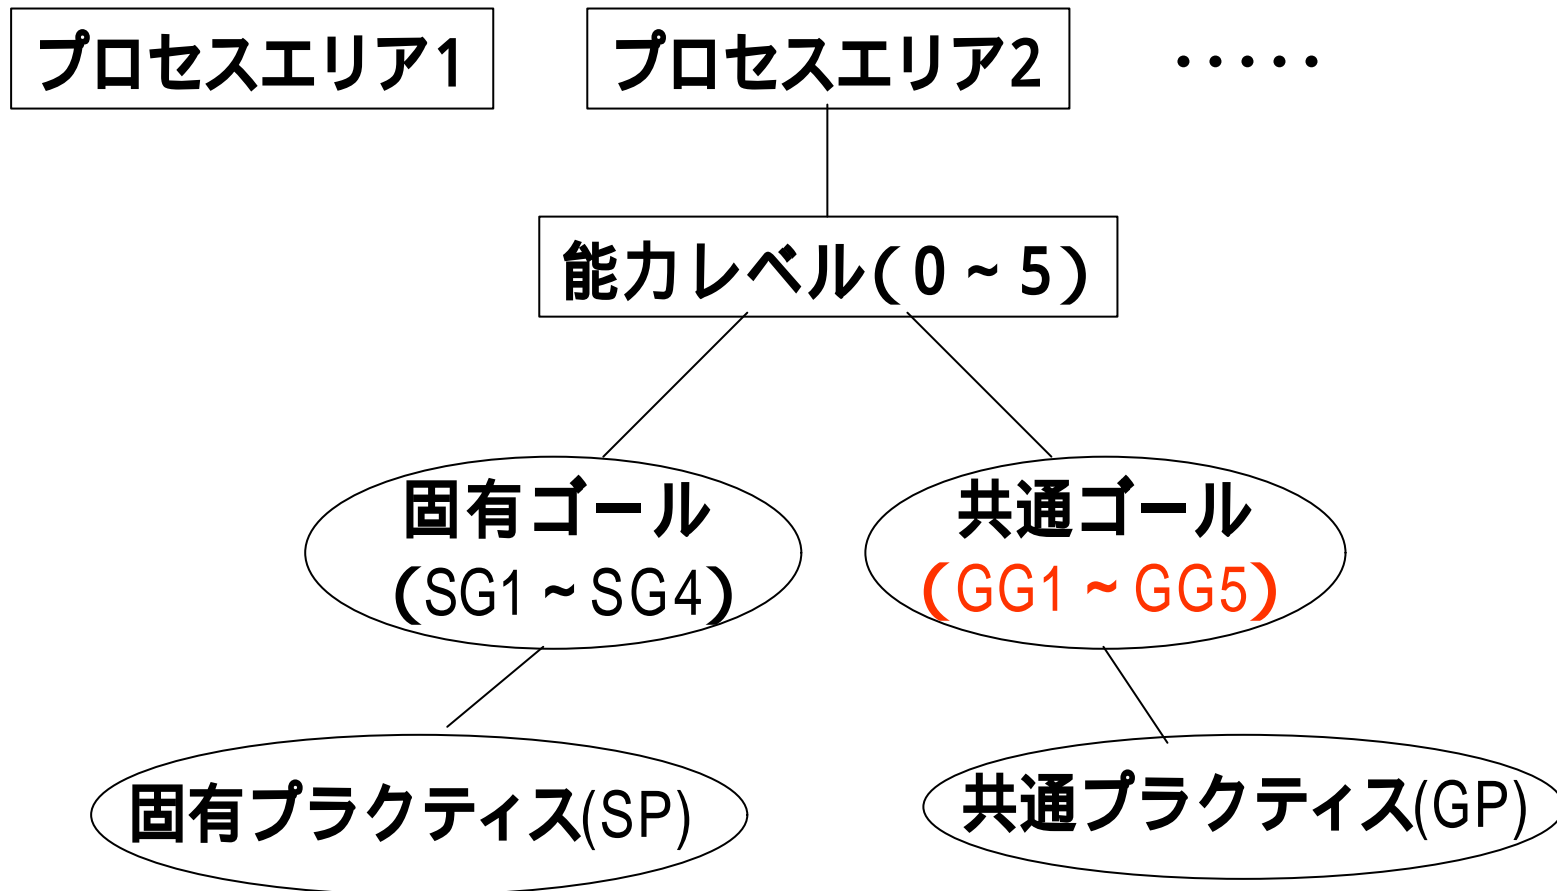 プロセスエリア1
プロセスエリア2
・・・・・
能力レベル(0~5)
固有ゴール
(SG1~SG4)
共通ゴール
(GG1~GG5)
固有プラクティス(SP)
共通プラクティス(GP)